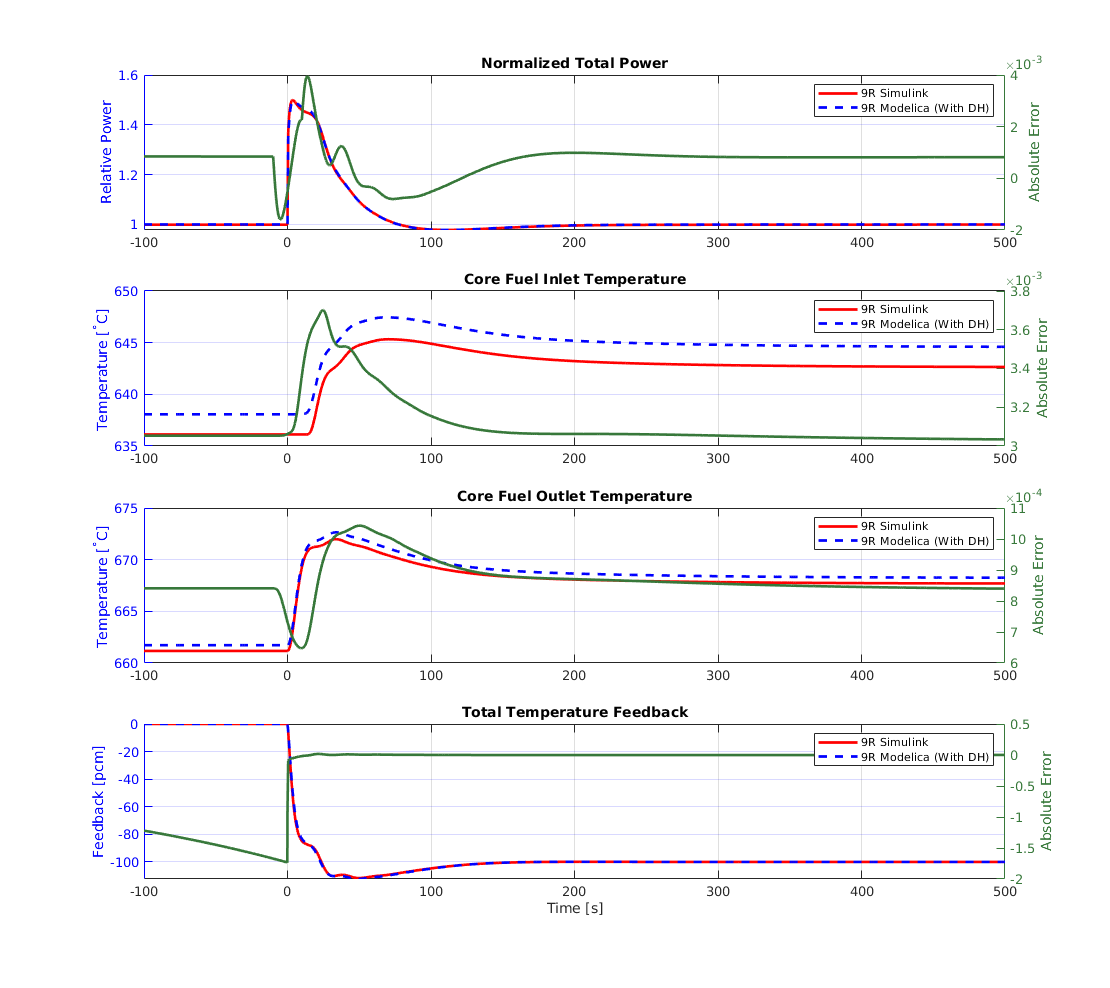 Normalized Total Power
×10⁻³
1.6
1.4
1.2
1
Relative Power
9R Simulink
9R Modelica (With DH)
4
2
0
-2
Absolute Error
-100 0 100 200 300 400 500
Core Fuel Inlet Temperature
×10⁻³
650
645
640
635
Temperature [°C]
9R Simulink
9R Modelica (With DH)
3.8
3.6
3.4
3.2
3
Absolute Error
-100 0 100 200 300 400 500
Core Fuel Outlet Temperature
×10⁻⁴
675
670
665
660
Temperature [°C]
9R Simulink
9R Modelica (With DH)
11
10
9
8
7
6
Absolute Error
-100 0 100 200 300 400 500
Total Temperature Feedback
0
-20
-40
-60
-80
-100
Feedback [pcm]
9R Simulink
9R Modelica (With DH)
0.5
0
-0.5
-1
-1.5
-2
Absolute Error
-100 0 100 200 300 400 500
Time [s]